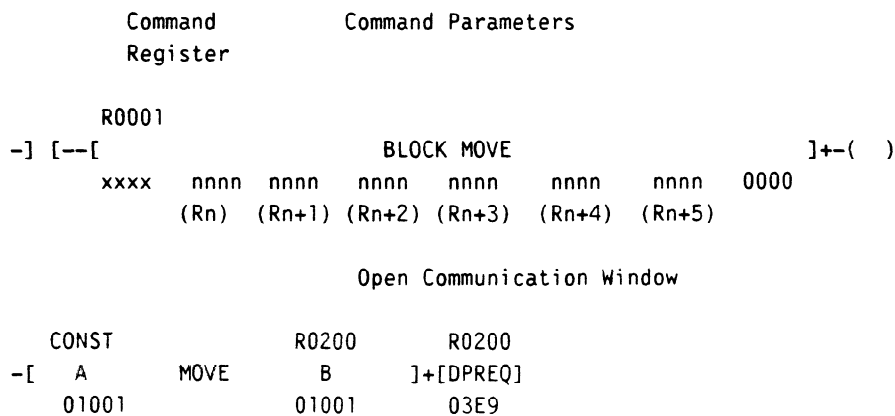 Command Command Parameters
Register
R0001
-] [--[ BLOCK MOVE ]+-( )
xxxx nnnn nnnn nnnn nnnn nnnn nnnn 0000
(Rn) (Rn+1) (Rn+2) (Rn+3) (Rn+4) (Rn+5)
Open Communication Window
CONST R0200 R0200
-[ A MOVE B ]+[DPREQ]
01001 01001 03E9